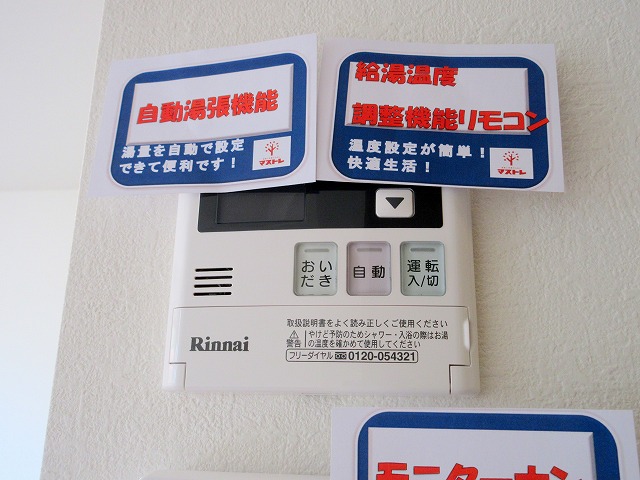 自動湯張機能
湯量を自動で設定
できて便利です！
マストレ
給湯温度
調整機能リモコン
温度設定が簡単！
快適生活！
マストレ
おい
だき
自動
運転
入/切
取扱説明書をよく読み正しくご使用ください
警告
やけど予防のためシャワー・入浴の際はお湯
の温度を確かめて使用してください
Rinnai
フリーダイヤル 0120-054321